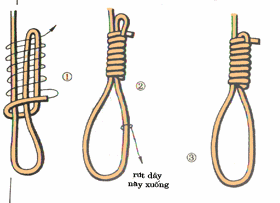 ①
②
rút dây
này xuống
③